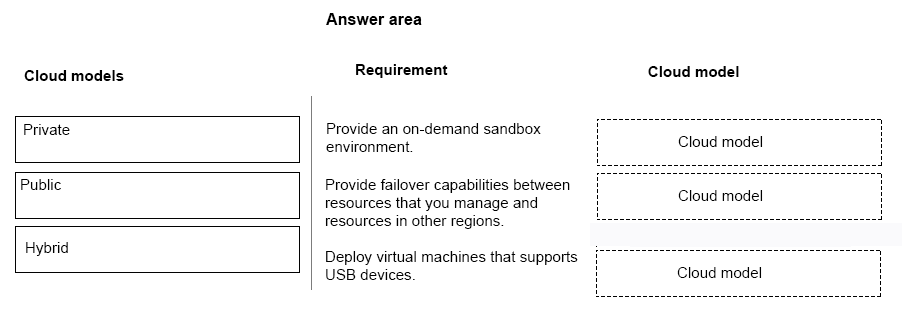 Answer area
Cloud models
Requirement
Cloud model
Private
Provide an on-demand sandbox
environment.
Cloud model
Public
Provide failover capabilities between
resources that you manage and
resources in other regions.
Cloud model
Hybrid
Deploy virtual machines that supports
USB devices.
Cloud model